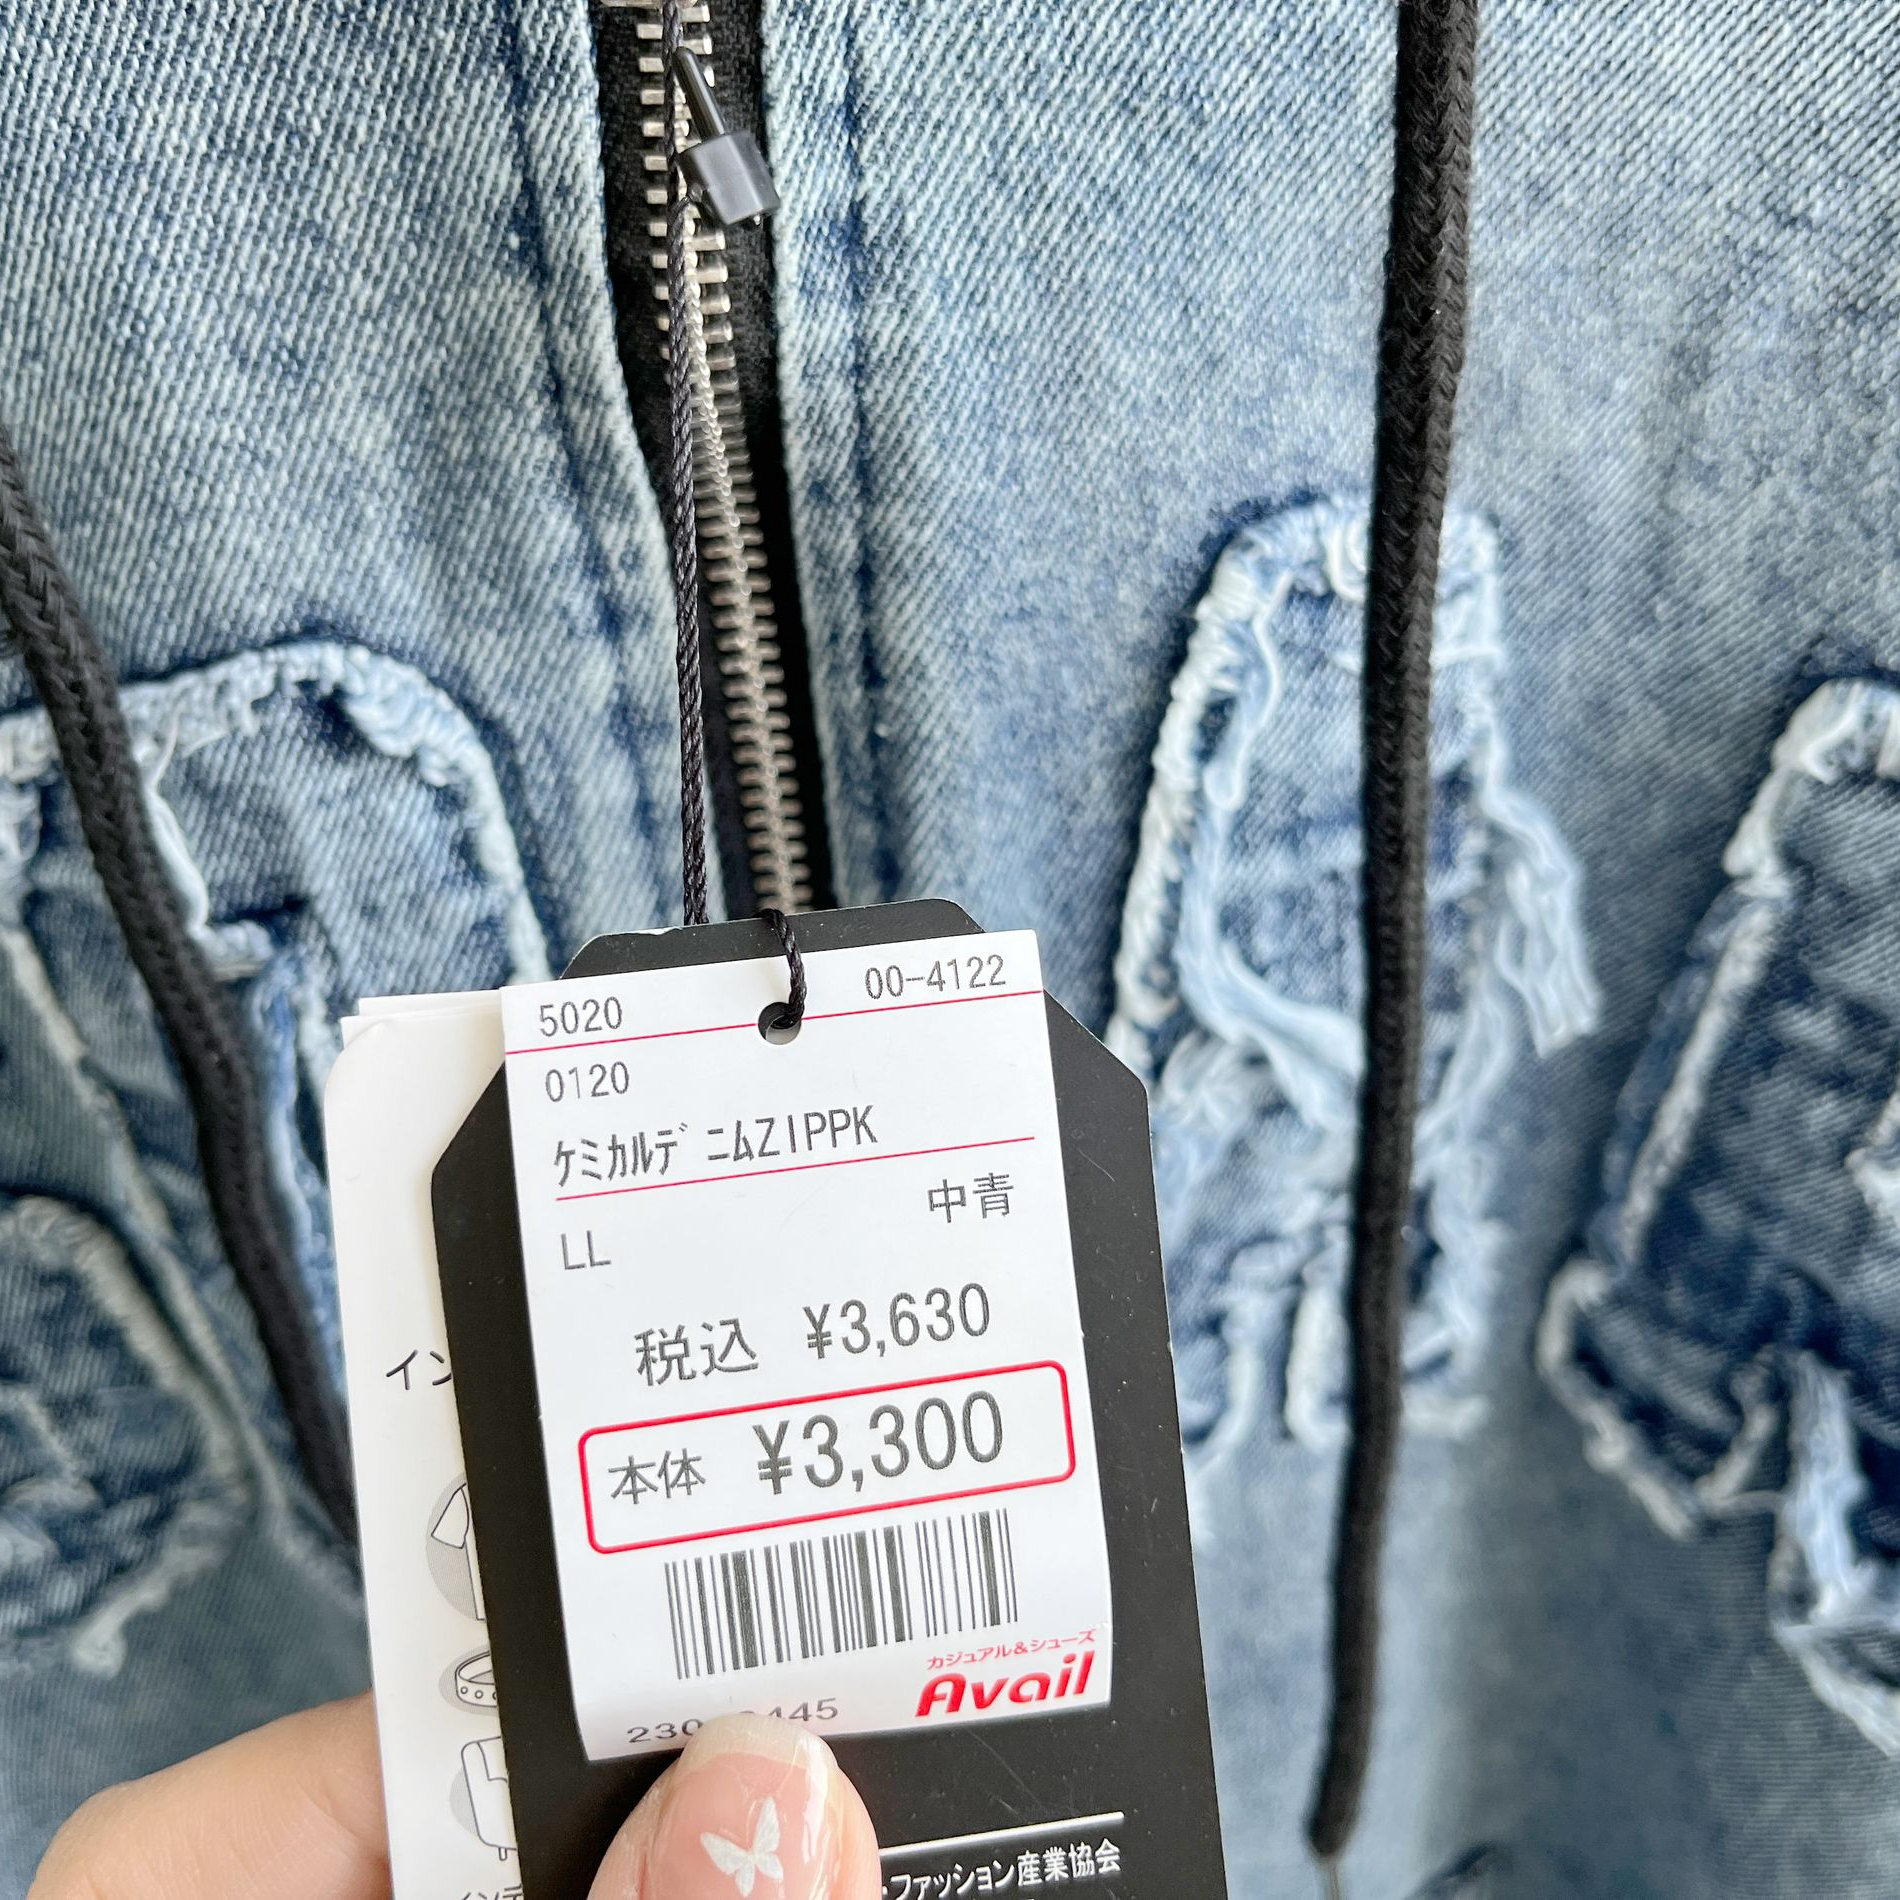 5020 00-4122
0120
ｹﾐｶﾙﾃﾞﾆﾑZIPPK
中青
LL
税込 ¥3,630
本体 ¥3,300
カジュアル&シューズ
Avail
・ファッション産業協会